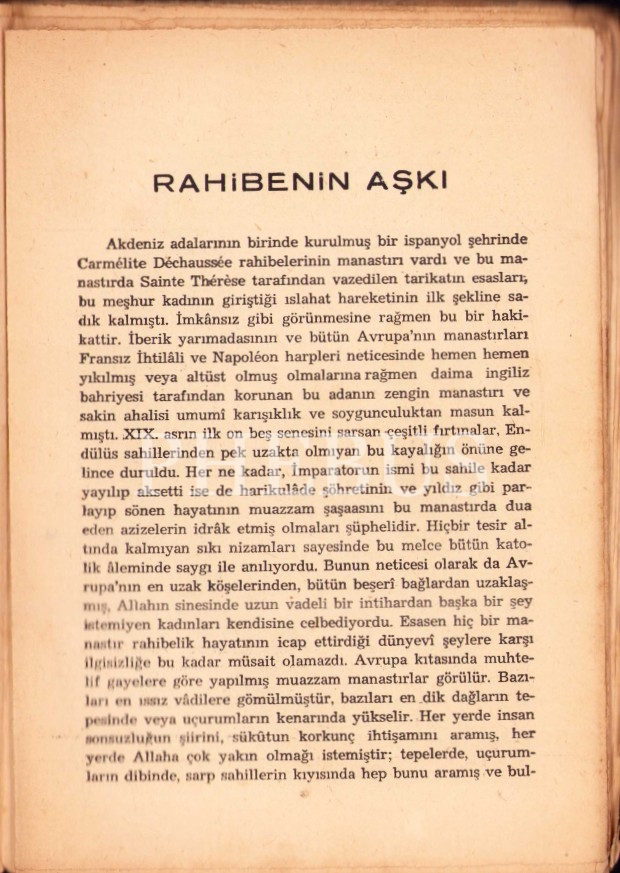 RAHiBENiN AŞKI
Akdeniz adalarının birinde kurulmuş bir ispanyol şehrinde
Carmélite Déchaussée rahibelerinin manastırı vardı ve bu ma-
nastırda Sainte Thérèse tarafından vazedilen tarikatın esasları,
bu meşhur kadının giriştiği ıslahat hareketinin ilk şekline sa-
dık kalmıştı. İmkânsız gibi görünmesine rağmen bu bir haki-
kattir. İberik yarımadasının ve bütün Avrupa'nın manastırları
Fransız İhtilâli ve Napoléon harpleri neticesinde hemen hemen
yıkılmış veya altüst olmuş olmalarına rağmen daima ingiliz
bahriyesi tarafından korunan bu adanın zengin manastırı ve
sakin ahalisi umumî karışıklık ve soygunculuktan masun kal-
mıştı. XIX. asrın ilk on beş senesini sarsan çeşitli fırtınalar, En-
dülüs sahillerinden pek uzakta olmıyan bu kayalığın önüne ge-
lince duruldu. Her ne kadar, İmparatorun ismi bu sahile kadar
yayılıp aksetti ise de harikulâde şöhretinin ve yıldız gibi par-
layıp sönen hayatının muazzam şaşaasını bu manastırda dua
eden azizelerin idrâk etmiş olmaları şüphelidir. Hiçbir tesir al-
tında kalmıyan sıkı nizamları sayesinde bu melce bütün kato-
lik âleminde saygı ile anılıyordu. Bunun neticesi olarak da Av-
rupa'nın en uzak köşelerinden, bütün beşerî bağlardan uzaklaş-
mış, Allahın sinesinde uzun vadeli bir intihardan başka bir şey
istemiyen kadınları kendisine celbediyordu. Esasen hiç bir ma-
nastır rahibelik hayatının icap ettirdiği dünyevî şeylere karşı
ilgisizliğe bu kadar müsait olamazdı. Avrupa kıtasında muhte-
lif gayelere göre yapılmış muazzam manastırlar görülür. Bazı-
ları en ıssız vâdilere gömülmüştür, bazıları en dik dağların te-
pesinde veya uçurumların kenarında yükselir. Her yerde insan
sonsuzluğun şiirini, sükûtun korkunç ihtişamını aramış, her
yerde Allaha çok yakın olmağı istemiştir; tepelerde, uçurum-
ların dibinde, sarp sahillerin kıyısında hep bunu aramış ve bul-